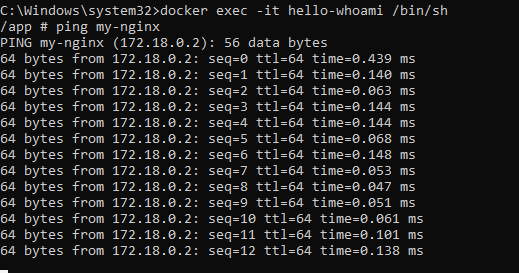 C:\Windows\system32>docker exec -it hello-whoami /bin/sh
/app # ping my-nginx
PING my-nginx (172.18.0.2): 56 data bytes
64 bytes from 172.18.0.2: seq=0 ttl=64 time=0.439 ms
64 bytes from 172.18.0.2: seq=1 ttl=64 time=0.140 ms
64 bytes from 172.18.0.2: seq=2 ttl=64 time=0.063 ms
64 bytes from 172.18.0.2: seq=3 ttl=64 time=0.144 ms
64 bytes from 172.18.0.2: seq=4 ttl=64 time=0.144 ms
64 bytes from 172.18.0.2: seq=5 ttl=64 time=0.068 ms
64 bytes from 172.18.0.2: seq=6 ttl=64 time=0.148 ms
64 bytes from 172.18.0.2: seq=7 ttl=64 time=0.053 ms
64 bytes from 172.18.0.2: seq=8 ttl=64 time=0.047 ms
64 bytes from 172.18.0.2: seq=9 ttl=64 time=0.051 ms
64 bytes from 172.18.0.2: seq=10 ttl=64 time=0.061 ms
64 bytes from 172.18.0.2: seq=11 ttl=64 time=0.101 ms
64 bytes from 172.18.0.2: seq=12 ttl=64 time=0.138 ms